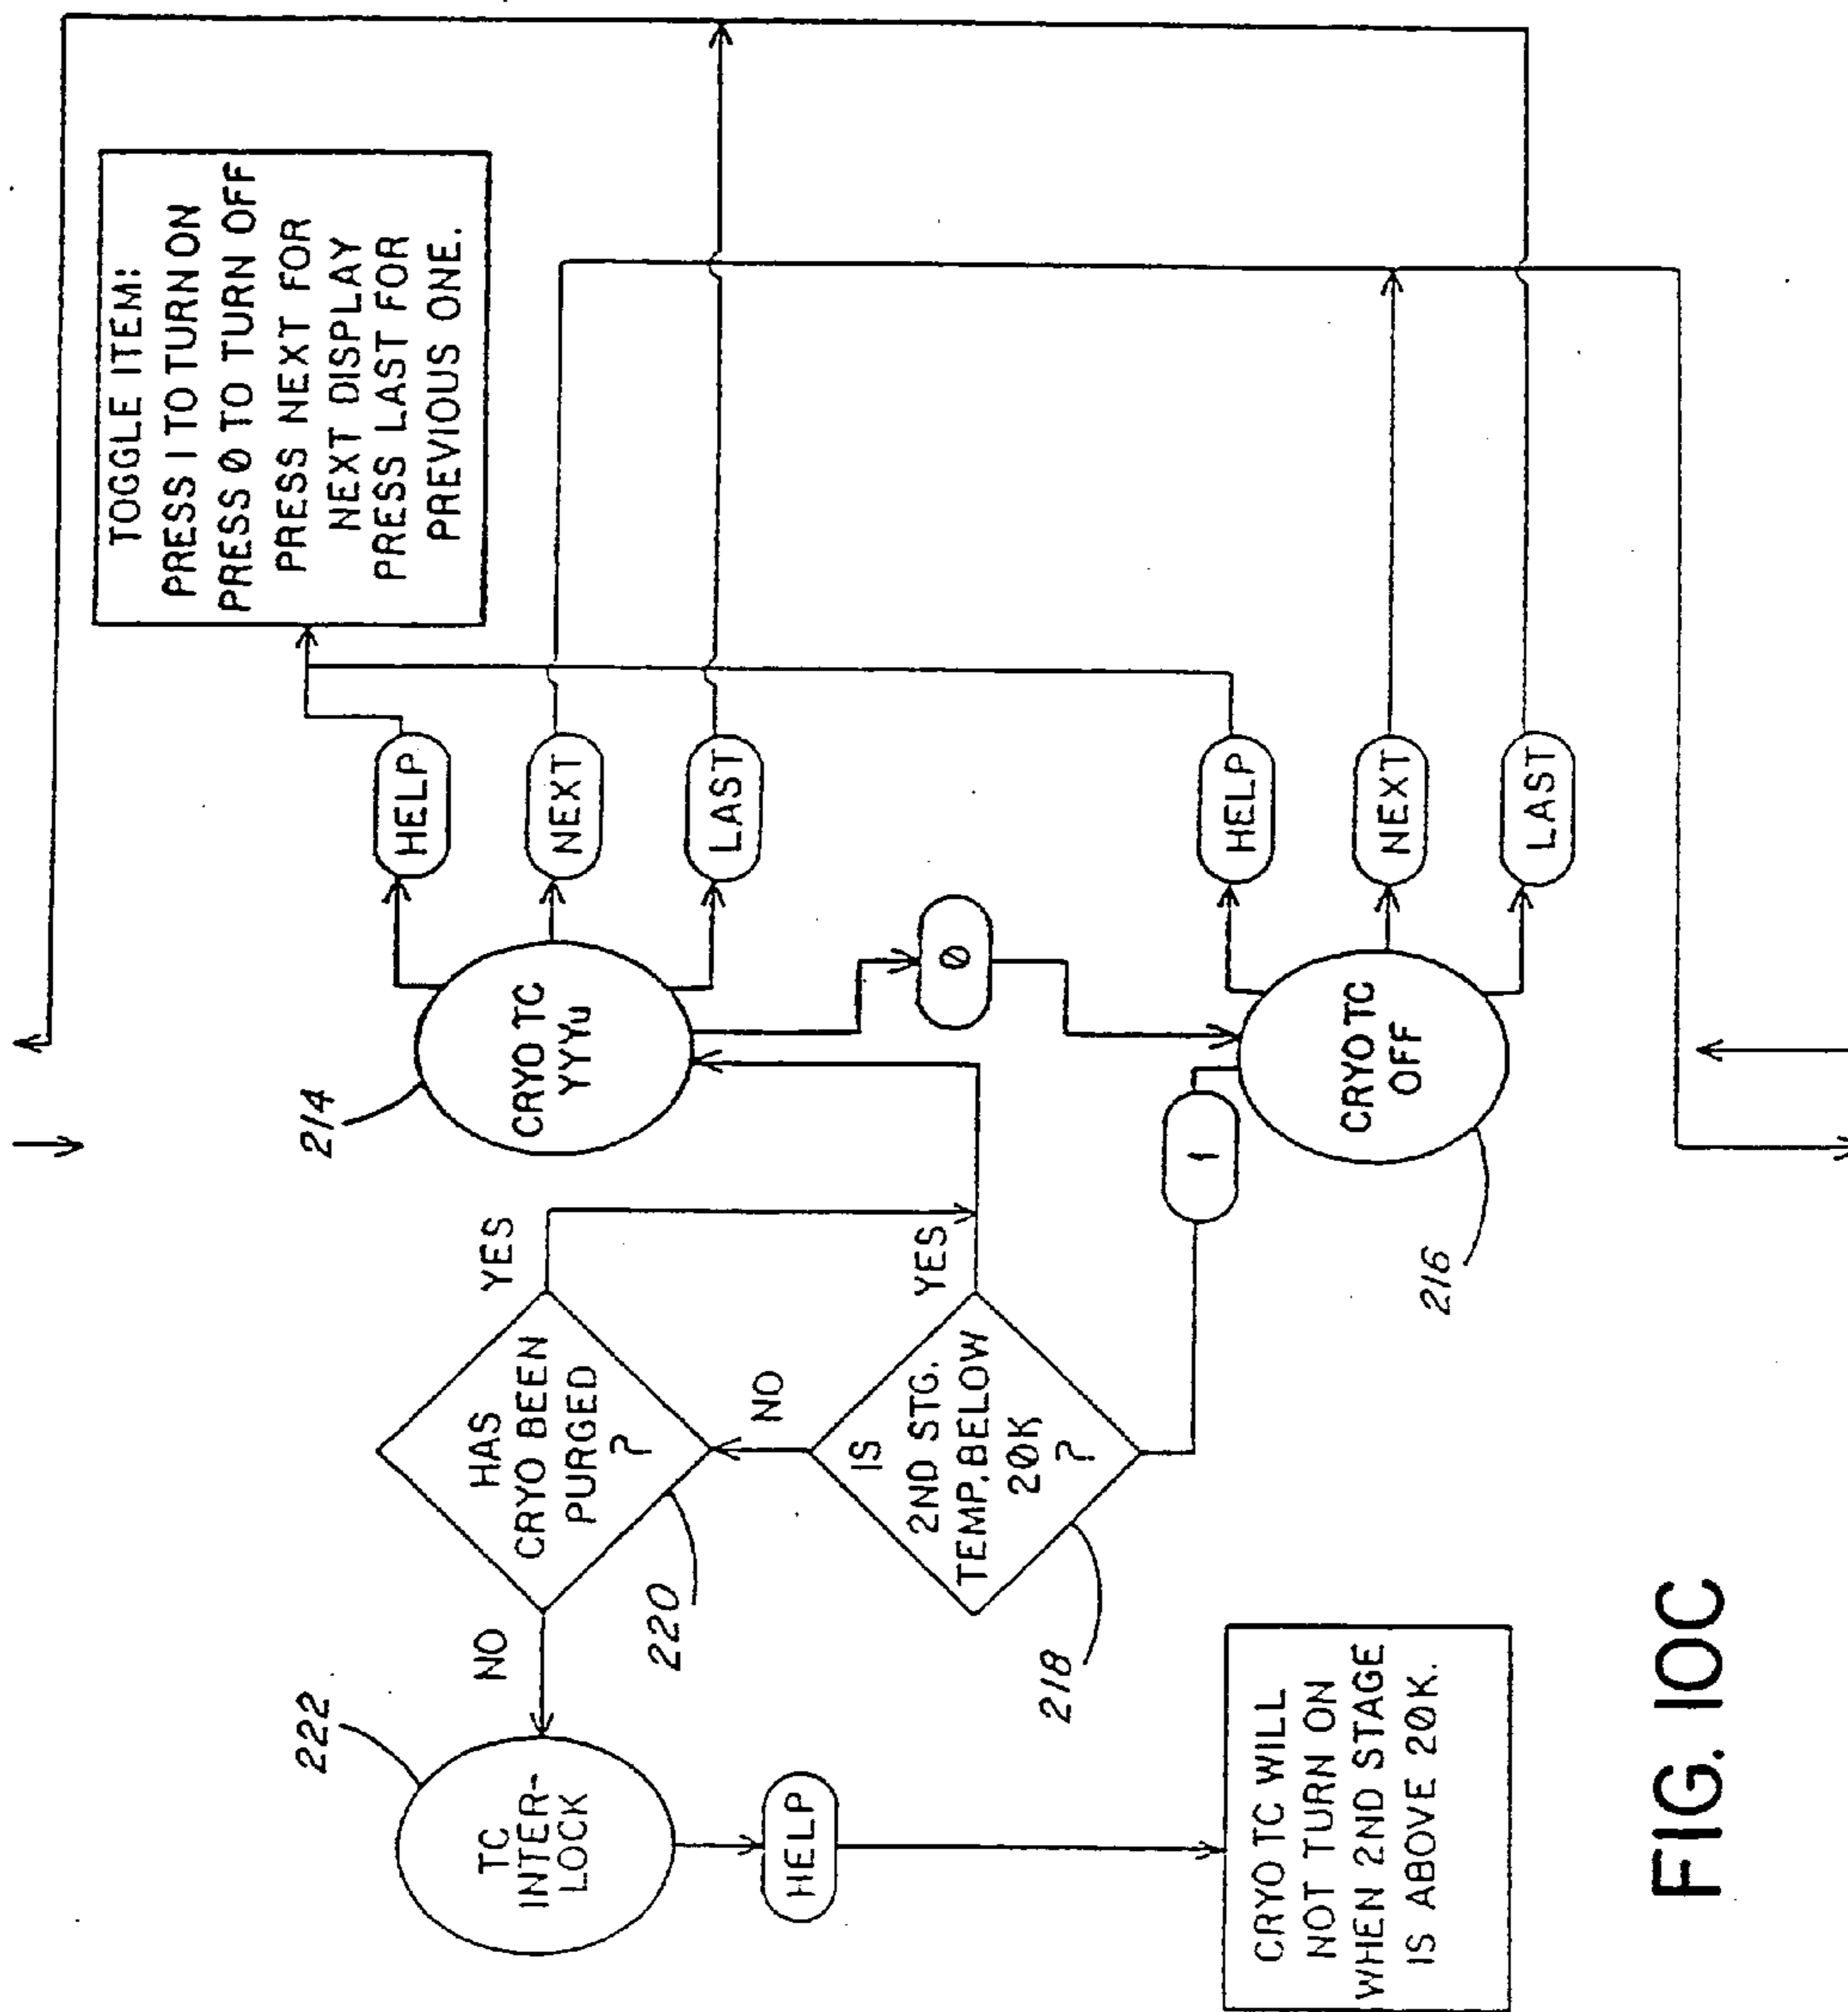 TOGGLE ITEM:
PRESS 1 TO TURN ON
PRESS 0 TO TURN OFF
PRESS NEXT FOR
NEXT DISPLAY
PRESS LAST FOR
PREVIOUS ONE.
HELP
NEXT
LAST
214
CRYO TC
YYYu
0
HELP
NEXT
LAST
CRYO TC
OFF
216
1
YES
HAS
CRYO BEEN
PURGED
?
220
NO
YES
IS
2ND STG.
TEMP. BELOW
20K
?
218
NO
222
TC
INTER-
LOCK
HELP
CRYO TC WILL
NOT TURN ON
WHEN 2ND STAGE
IS ABOVE 20K.
FIG. 10C